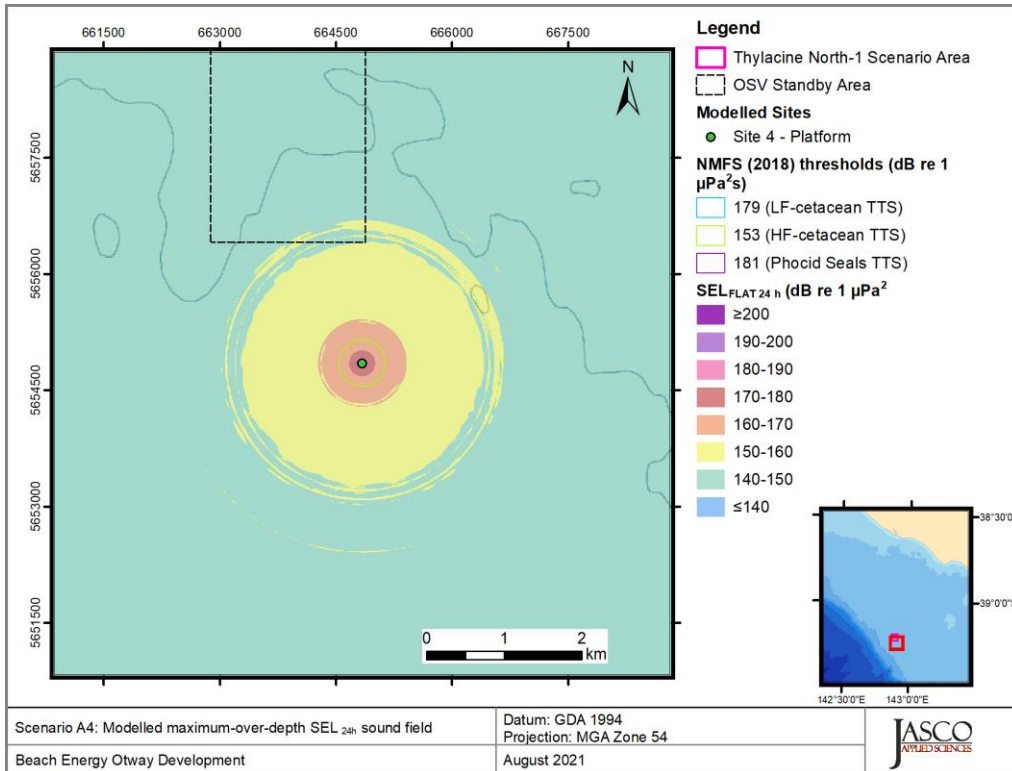 661500
663000
664500
666000
667500
5657500
5656000
5654500
5653000
5651500
N
0
1
2
km
Legend
Thylacine North-1 Scenario Area
OSV Standby Area
Modelled Sites
Site 4 - Platform
NMFS (2018) thresholds (dB re 1
µPa²s)
179 (LF-cetacean TTS)
153 (HF-cetacean TTS)
181 (Phocid Seals TTS)
SEL FLAT 24 h (dB re 1 µPa²
≥200
190-200
180-190
170-180
160-170
150-160
140-150
≤140
38°30'0"S
39°0'0"S
142°30'0"E
143°0'0"E
Scenario A4: Modelled maximum-over-depth SEL 24h sound field
Datum: GDA 1994
Projection: MGA Zone 54
Beach Energy Otway Development
August 2021
JASCO
APPLIED SCIENCES